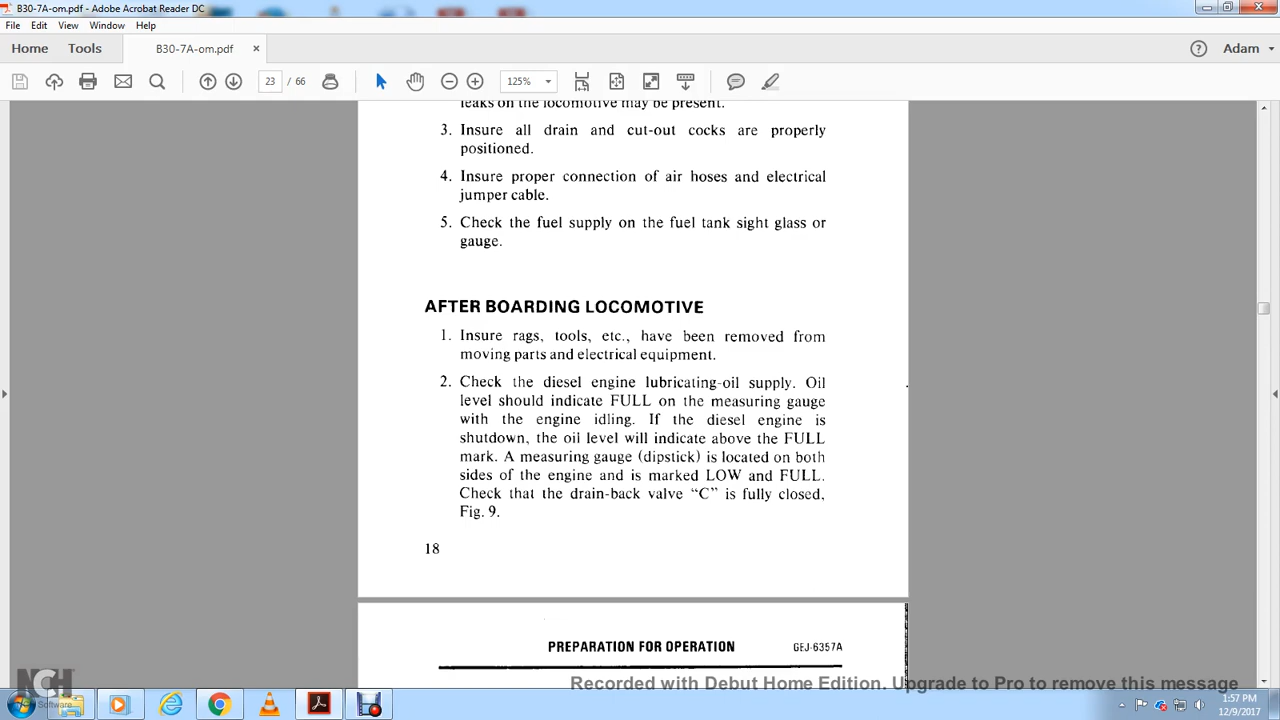 B30-7A-om.pdf - Adobe Acrobat Reader DC
File Edit View Window Help
Home Tools B30-7A-om.pdf × Adam
23 / 66 125%
leaks on the locomotive may be present.
3. Insure all drain and cut-out cocks are properly
positioned.
4. Insure proper connection of air hoses and electrical
jumper cable.
5. Check the fuel supply on the fuel tank sight glass or
gauge.
AFTER BOARDING LOCOMOTIVE
1. Insure rags, tools, etc., have been removed from
moving parts and electrical equipment.
2. Check the diesel engine lubricating-oil supply. Oil
level should indicate FULL on the measuring gauge
with the engine idling. If the diesel engine is
shutdown, the oil level will indicate above the FULL
mark. A measuring gauge (dipstick) is located on both
sides of the engine and is marked LOW and FULL.
Check that the drain-back valve “C” is fully closed,
Fig. 9.
18
PREPARATION FOR OPERATION GEJ-6357A
NCH Software
Recorded with Debut Home Edition. Upgrade to Pro to remove this message
1:57 PM
12/9/2017